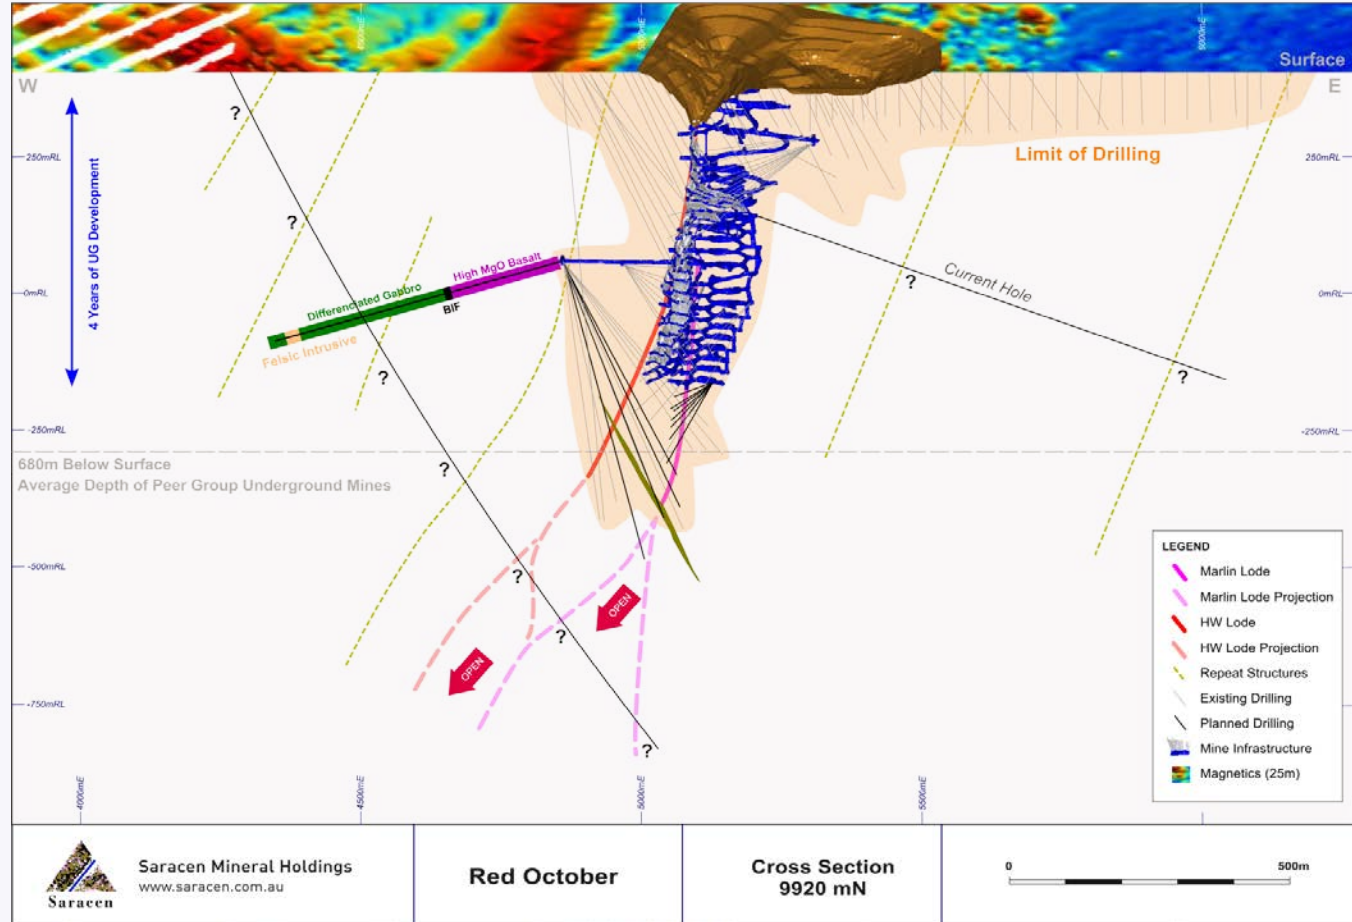 4500mE
5000mE
6000mE
Surface
W
E
250mRL
250mRL
Limit of Drilling
4 Years of UG Development
?
?
High MgO Basalt
Differenciated Gabbro
BIF
Felsic Intrusive
Current Hole
?
0mRL
0mRL
?
?
-250mRL
-250mRL
680m Below Surface
Average Depth of Peer Group Underground Mines
?
-500mRL
?
OPEN
?
OPEN
-750mRL
?
LEGEND
Marlin Lode
Marlin Lode Projection
HW Lode
HW Lode Projection
Repeat Structures
Existing Drilling
Planned Drilling
Mine Infrastructure
Magnetics (25m)
4000mE
4500mE
5000mE
5500mE
Saracen
Saracen Mineral Holdings
www.saracen.com.au
Red October
Cross Section
9920 mN
0
500m